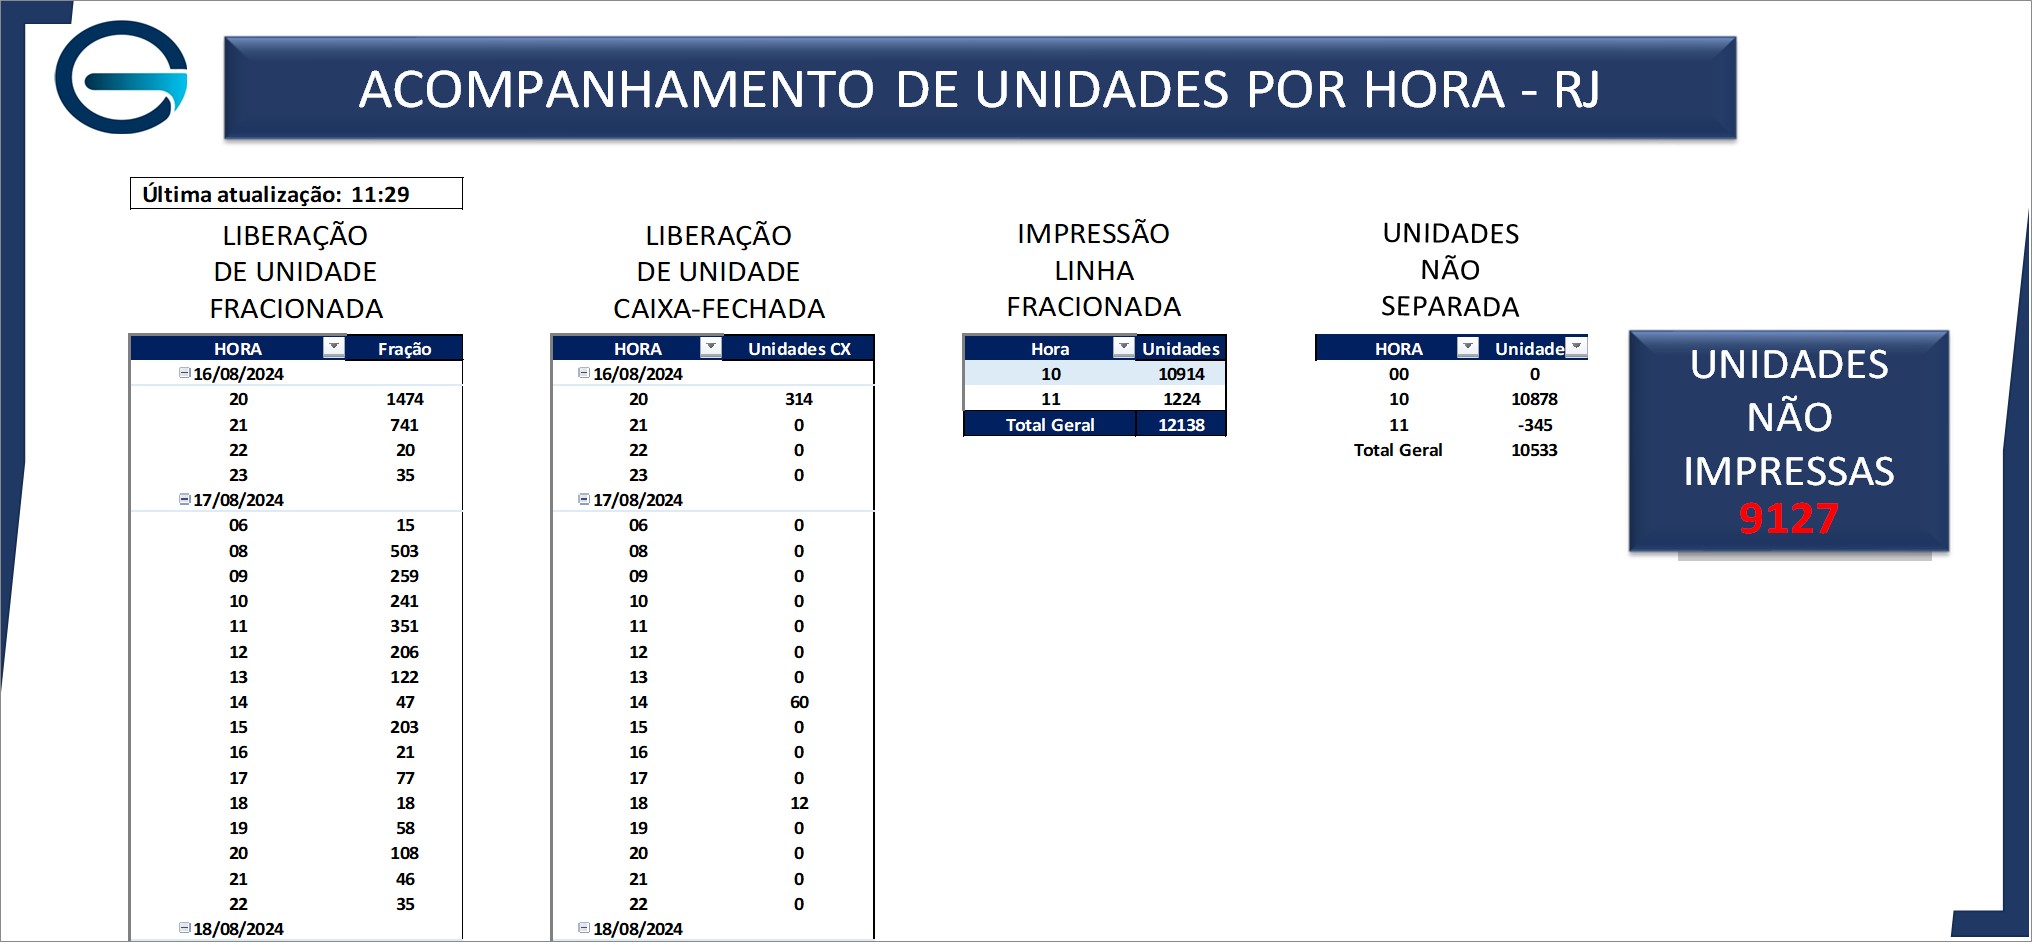 ACOMPANHAMENTO DE UNIDADES POR HORA - RJ
Última atualização: 11:29
LIBERAÇÃO
DE UNIDADE
FRACIONADA
HORA Fração
16/08/2024
20 1474
21 741
22 20
23 35
17/08/2024
06 15
08 503
09 259
10 241
11 351
12 206
13 122
14 47
15 203
16 21
17 77
18 18
19 58
20 108
21 46
22 35
18/08/2024
LIBERAÇÃO
DE UNIDADE
CAIXA-FECHADA
HORA Unidades CX
16/08/2024
20 314
21 0
22 0
23 0
17/08/2024
06 0
08 0
09 0
10 0
11 0
12 0
13 0
14 60
15 0
16 0
17 0
18 12
19 0
20 0
21 0
22 0
18/08/2024
IMPRESSÃO
LINHA
FRACIONADA
Hora Unidades
10 10914
11 1224
Total Geral 12138
UNIDADES
NÃO
SEPARADA
HORA Unidade
00 0
10 10878
11 -345
Total Geral 10533
UNIDADES
NÃO
IMPRESSAS
9127